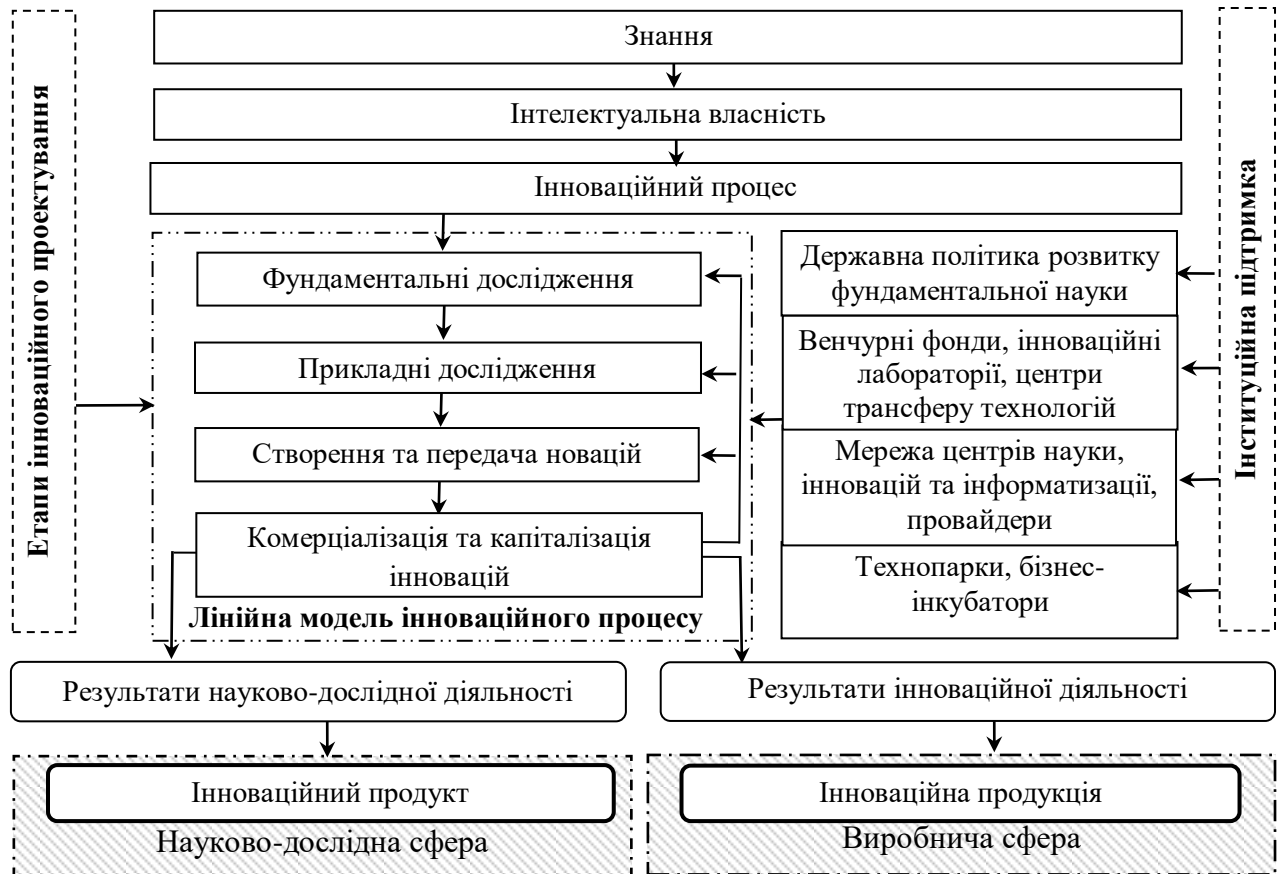 Етапи інноваційного проектування
Знання
Інтелектуальна власність
Інноваційний процес
Фундаментальні дослідження
Прикладні дослідження
Створення та передача новацій
Комерціалізація та капіталізація
інновацій
Лінійна модель інноваційного процесу
Державна політика розвитку
фундаментальної науки
Венчурні фонди, інноваційні
лабораторії, центри
трансферу технологій
Мережа центрів науки,
інновацій та інформатизації,
провайдери
Технопарки, бізнес-
інкубатори
Інституційна підтримка
Результати науково-дослідної діяльності
Результати інноваційної діяльності
Інноваційний продукт
Науково-дослідна сфера
Інноваційна продукція
Виробнича сфера